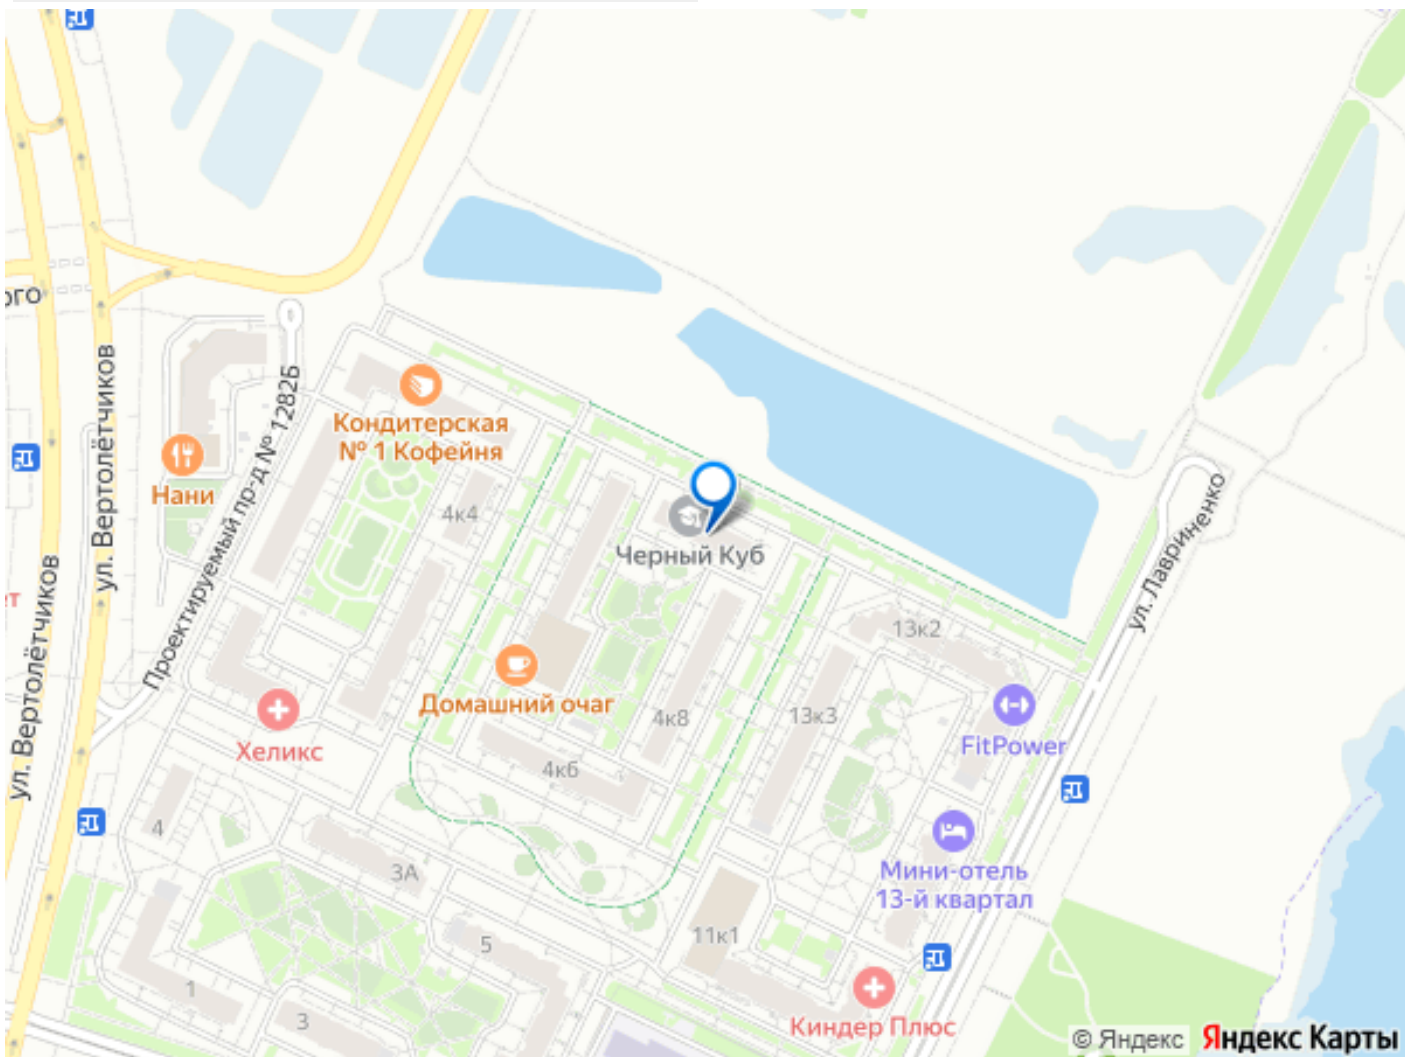 ого
ул. Вертолётчиков
Проектируемый пр-д № 1282Б
Кондитерская
№ 1 Кофейня
Нани
4к4
Черный Куб
ул. Лавриненко
ул. Вертолётчиков
13к2
Домашний очаг
4к8
13к3
FitPower
Хеликс
4к6
4
3А
Мини-отель
13-й квартал
5
11к1
1
3
Киндер Плюс
© Яндекс Яндекс Карты